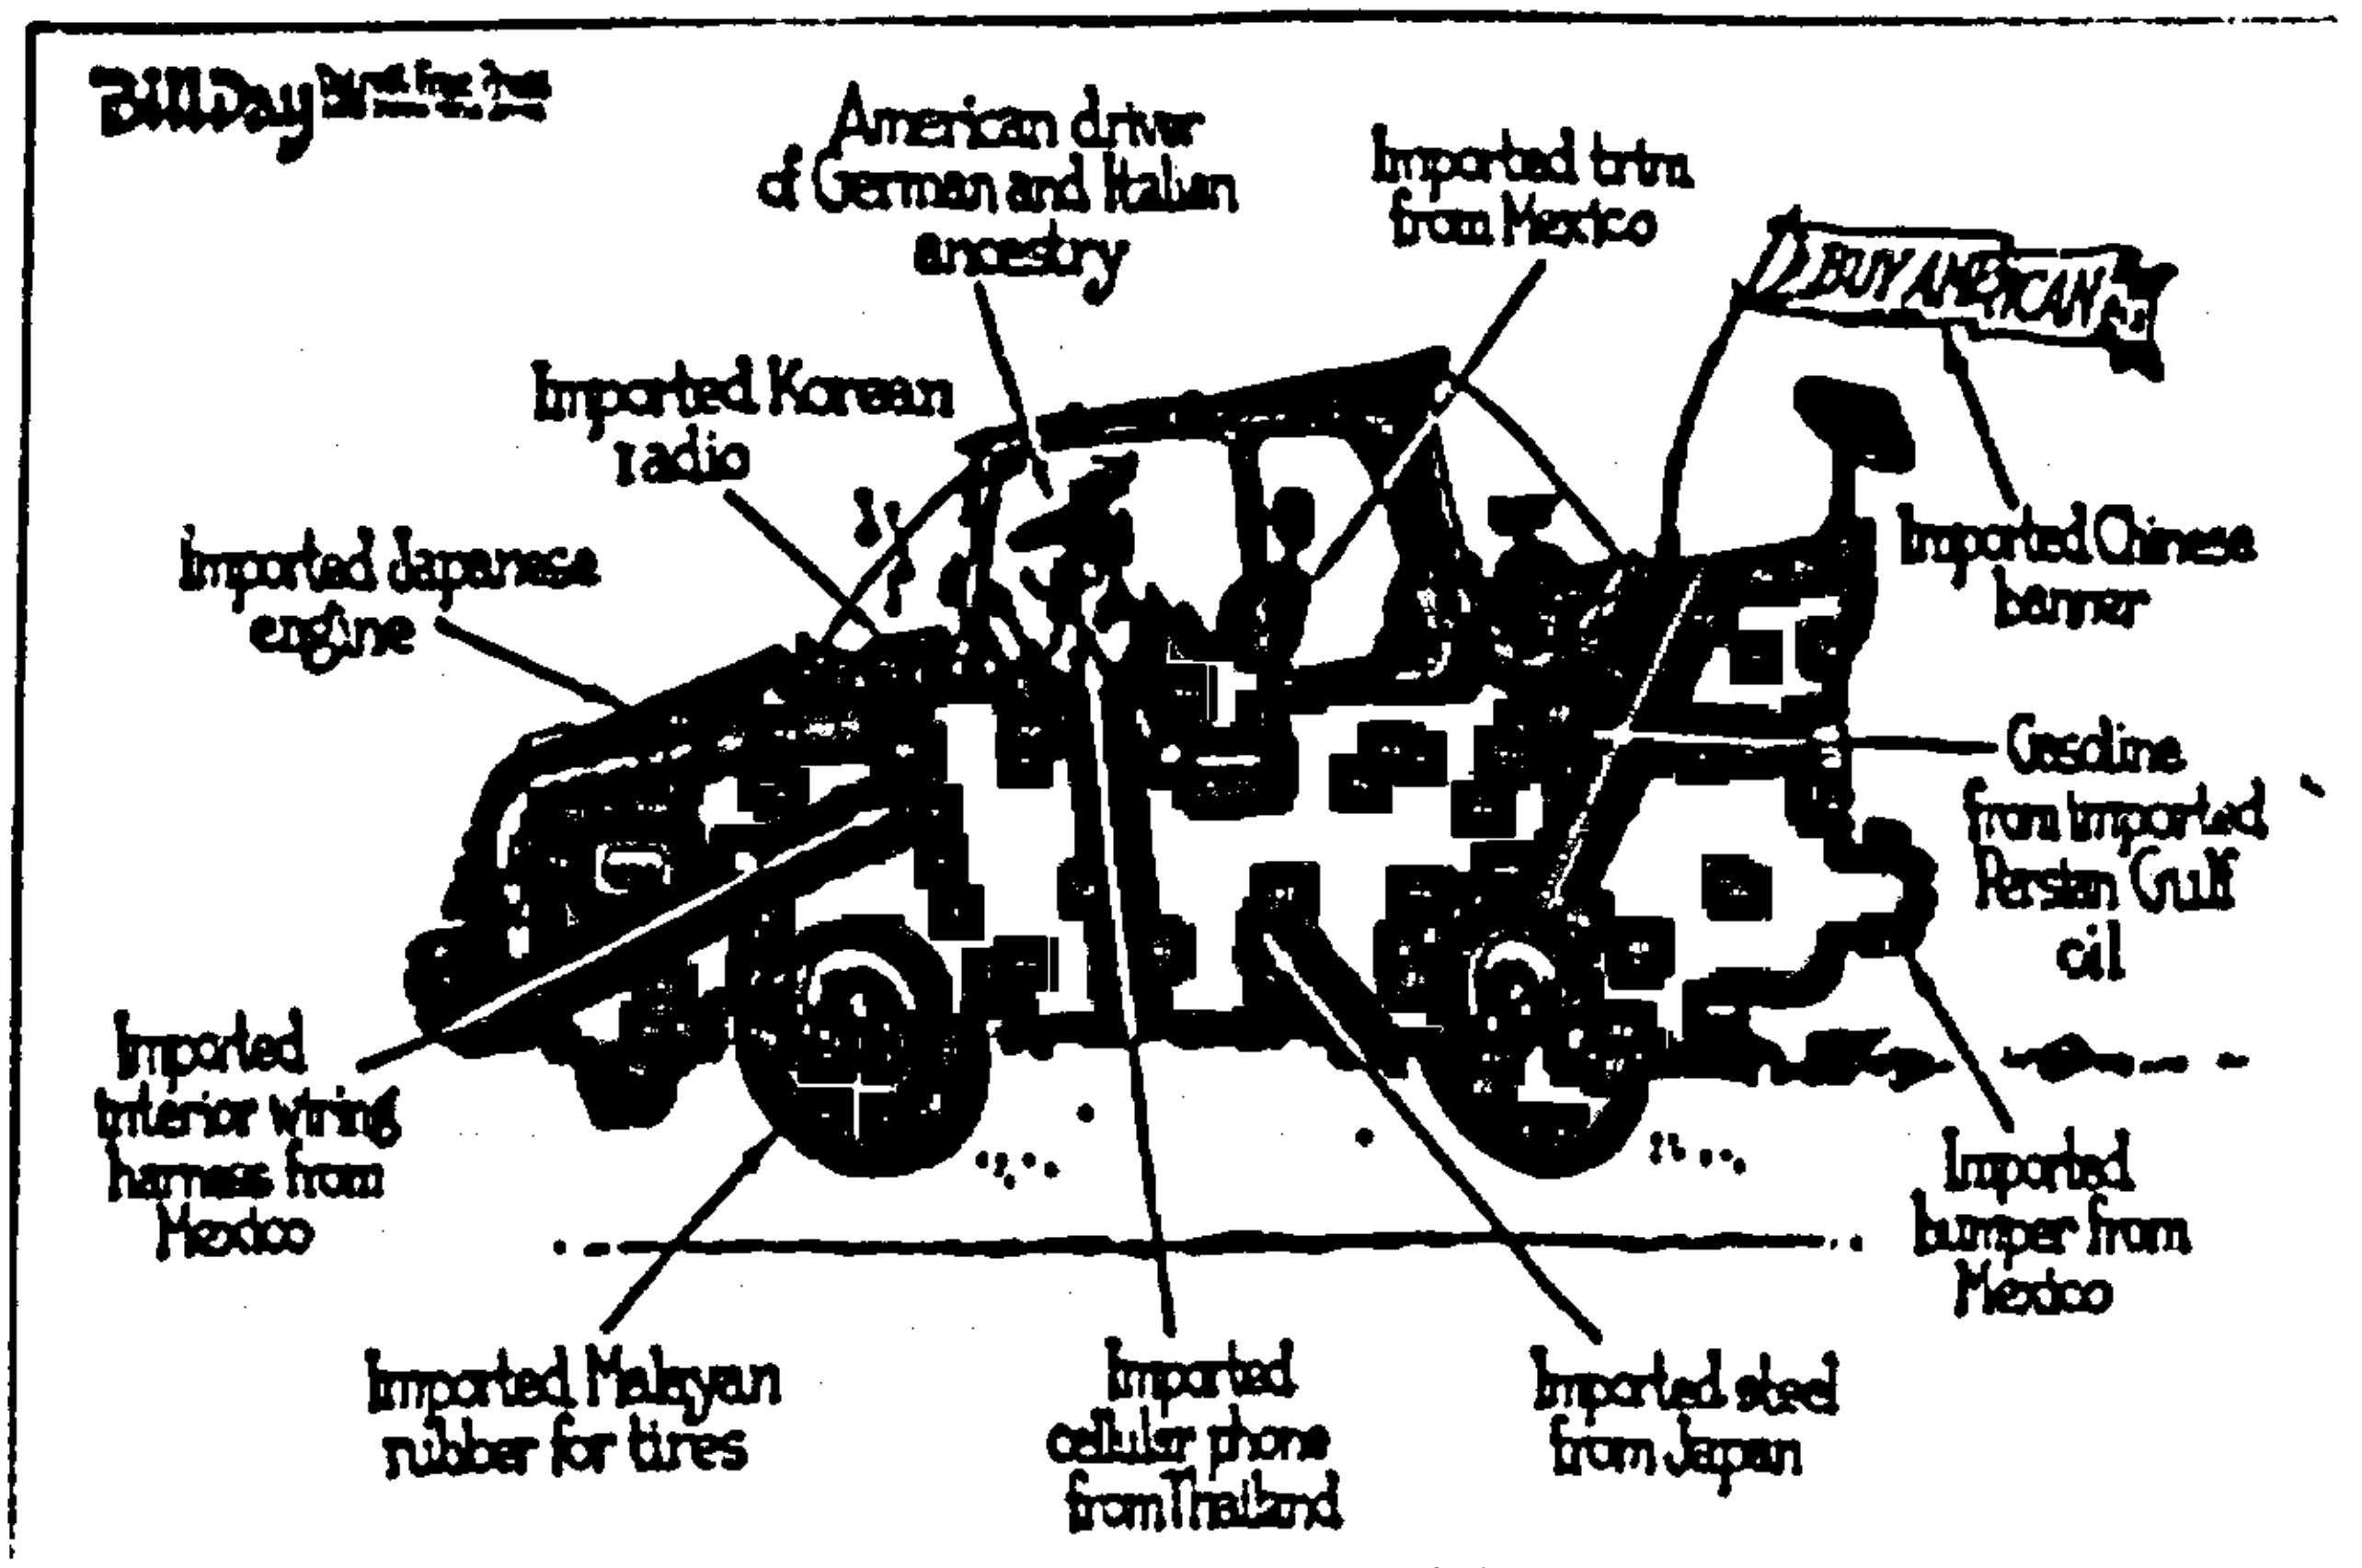 Bill Day
American driver
of German and Italian
ancestry
Imported trim
from Mexico
BUY AMERICAN
Imported Korean
radio
Imported Japanese
engine
Imported Chinese
banner
Gasoline
from imported
Persian Gulf
oil
Imported
interior wiring
harness from
Mexico
Imported
bumper from
Mexico
Imported Malayan
rubber for tires
Imported
cellular phone
from Thailand
Imported steel
from Japan